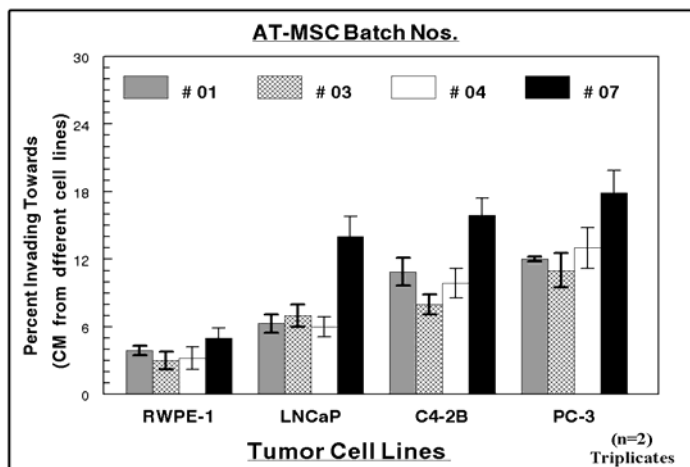 AT-MSC Batch Nos.
30
24
18
12
6
0
# 01
# 03
# 04
# 07
Percent Invading Towards
(CM from dfferent cell lines)
RWPE-1
LNCaP
C4-2B
PC-3
Tumor Cell Lines
(n=2)
Triplicates